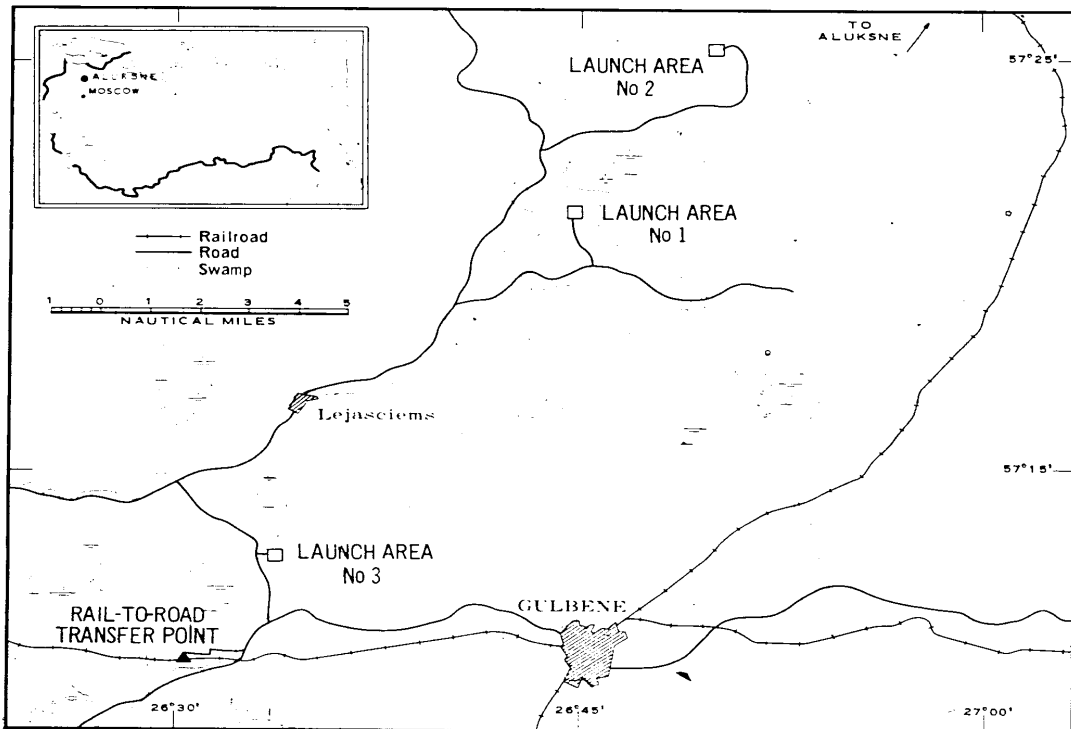 ALUKSNE
MOSCOW
TO
ALUKSNE
LAUNCH AREA
No 2
57°25'
LAUNCH AREA
No 1
Railroad
Road
Swamp
1 0 1 2 3 4 5
NAUTICAL MILES
Lejasciems
57°15'
LAUNCH AREA
No 3
RAIL-TO-ROAD
TRANSFER POINT
GULBENE
26°30'
26°45'
27°00'